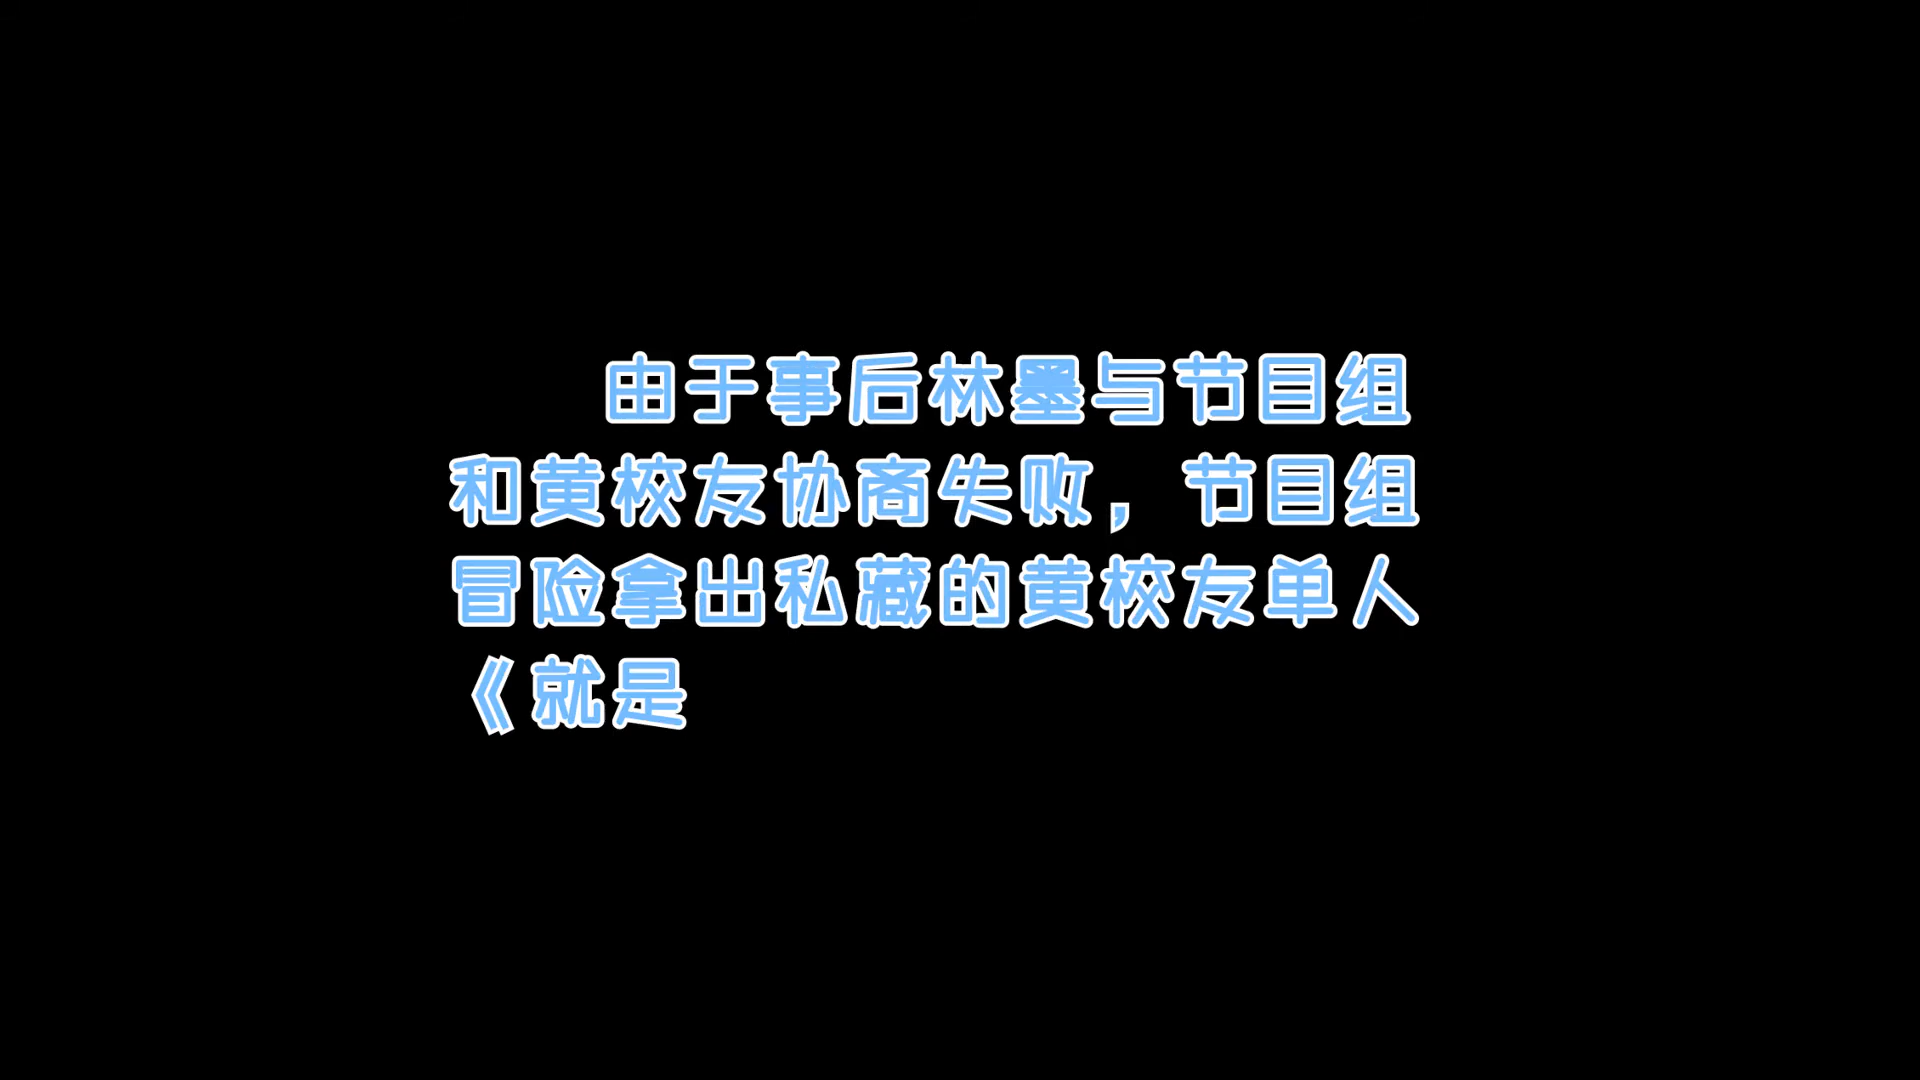 由于事后林墨与节目组
和黄校友协商失败，节目组
冒险拿出私藏的黄校友单人
《就是